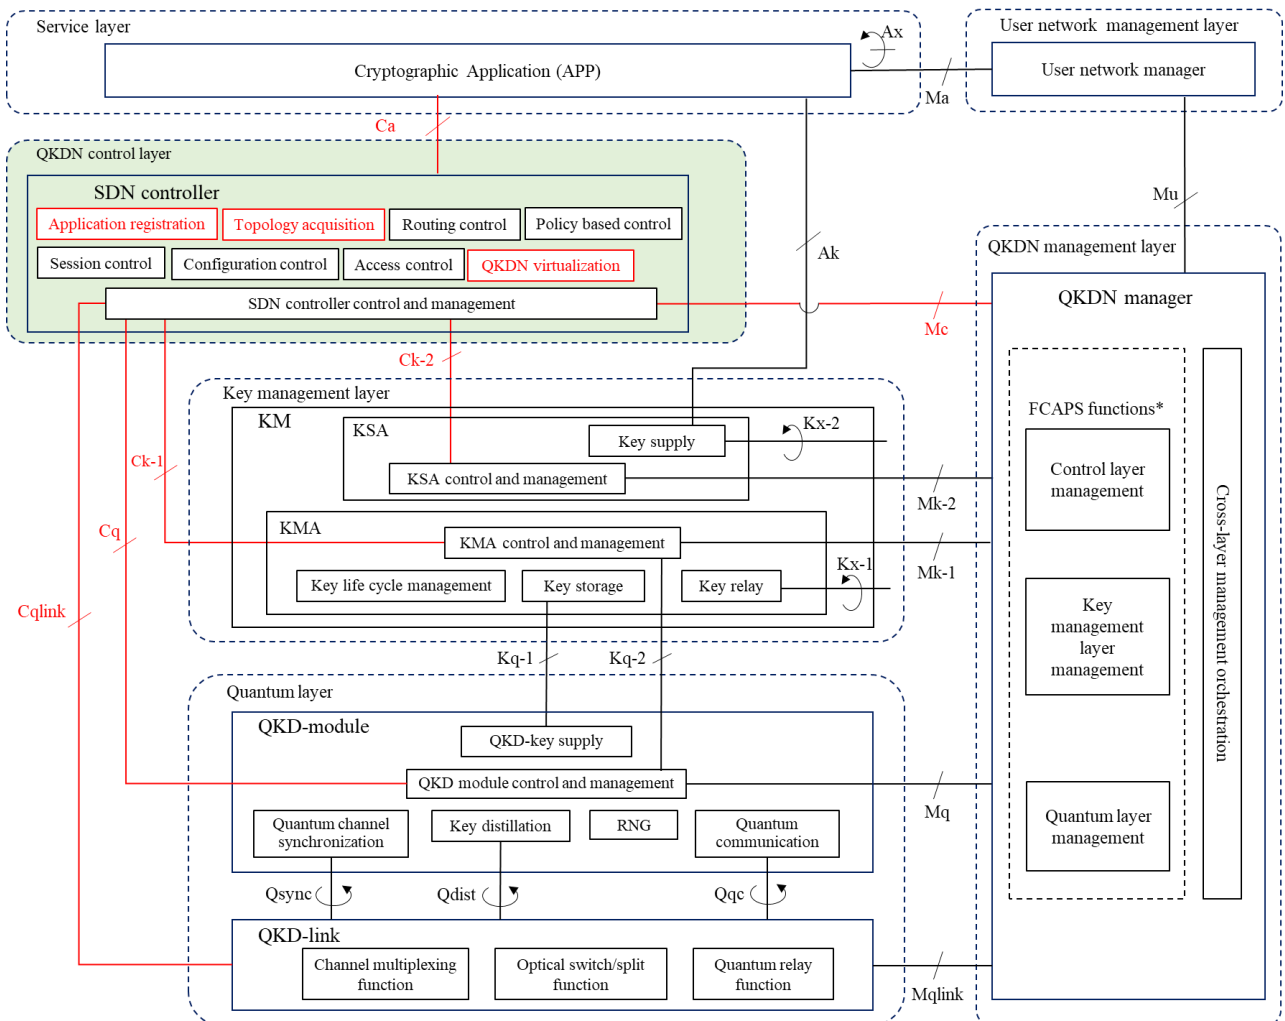 Service layer
Cryptographic Application (APP)
Ax
Ma
User network management layer
User network manager
Ca
QKDN control layer
SDN controller
Application registration
Topology acquisition
Routing control
Policy based control
Session control
Configuration control
Access control
QKDN virtualization
SDN controller control and management
Ak
Mu
Mc
QKDN management layer
QKDN manager
FCAPS functions*
Control layer
management
Key
management
layer
management
Quantum layer
management
Cross-layer management orchestration
Ck-2
Key management layer
KM
KSA
Key supply
Kx-2
KSA control and management
Mk-2
Ck-1
KMA
KMA control and management
Mk-1
Key life cycle management
Key storage
Key relay
Kx-1
Cq
Cqlink
Kq-1
Kq-2
Quantum layer
QKD-module
QKD-key supply
QKD module control and management
Mq
Quantum channel
synchronization
Key distillation
RNG
Quantum
communication
Qsync
Qdist
Qqc
QKD-link
Channel multiplexing
function
Optical switch/split
function
Quantum relay
function
Mqlink